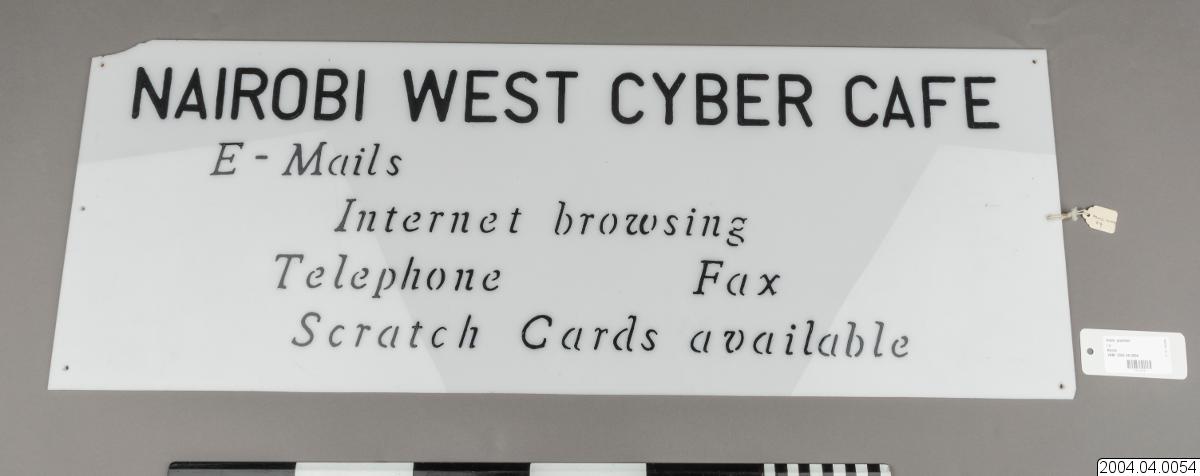 NAIROBI WEST CYBER CAFE
E - Mails
Internet browsing
Telephone Fax
Scratch Cards available
2004.04.0054